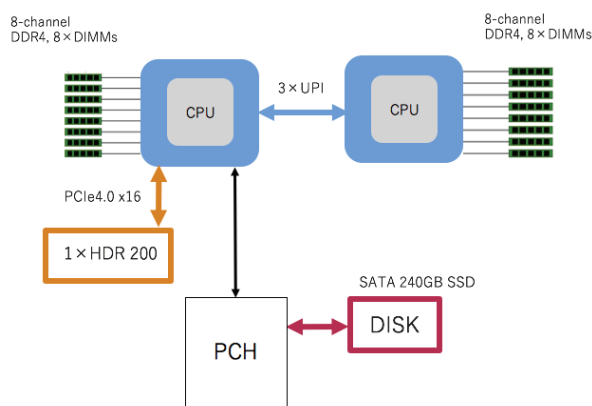 8-channel
DDR4, 8×DIMMs
8-channel
DDR4, 8×DIMMs
3×UPI
CPU
CPU
PCIe4.0 x16
1×HDR 200
SATA 240GB SSD
DISK
PCH